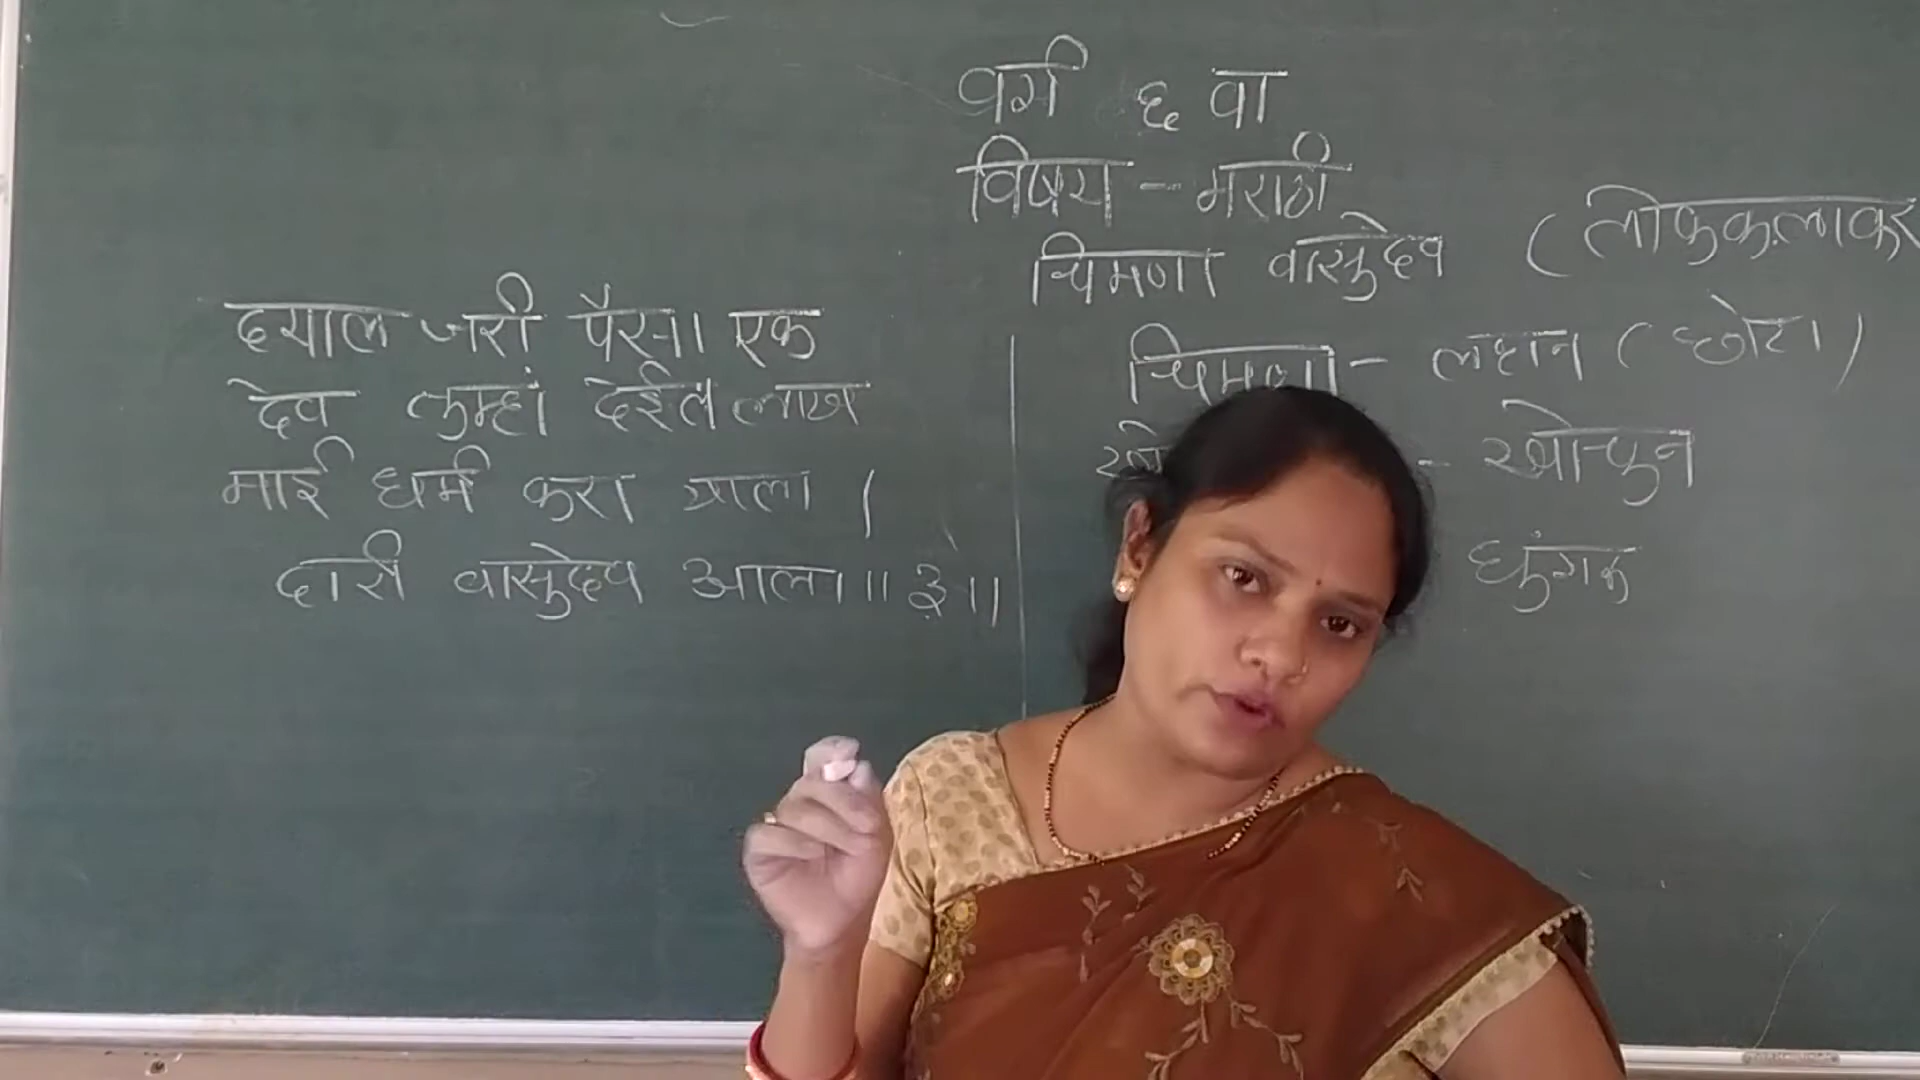 वर्ग ६ वा
विषय - मराठी
चिमणा वासुदेव (लोककलाकार
दयाल जरी पैसा एक
देव तुम्हां देईल लाख
माई धर्म करा त्याला ।
दारी वासुदेव आला ॥ ३ ॥
चिमणा - लहान (छोटा)
- खोचून
घुंगरू